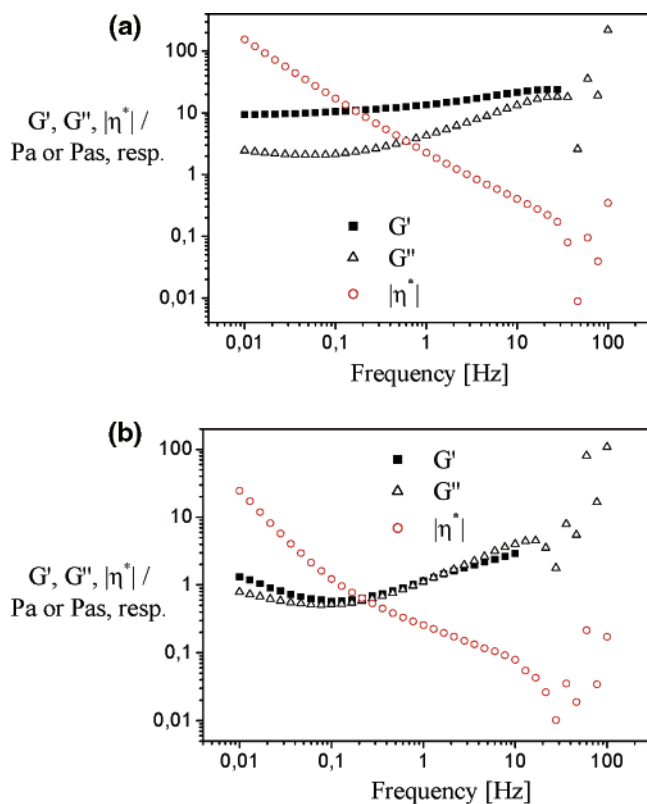 (a)
100
10
1
0,1
0,01
G', G'', |η*| /
Pa or Pas, resp.
G'
G''
|η*|
0,01 0,1 1 10 100
Frequency [Hz]
(b)
100
10
1
0,1
0,01
G', G'', |η*| /
Pa or Pas, resp.
G'
G''
|η*|
0,01 0,1 1 10 100
Frequency [Hz]